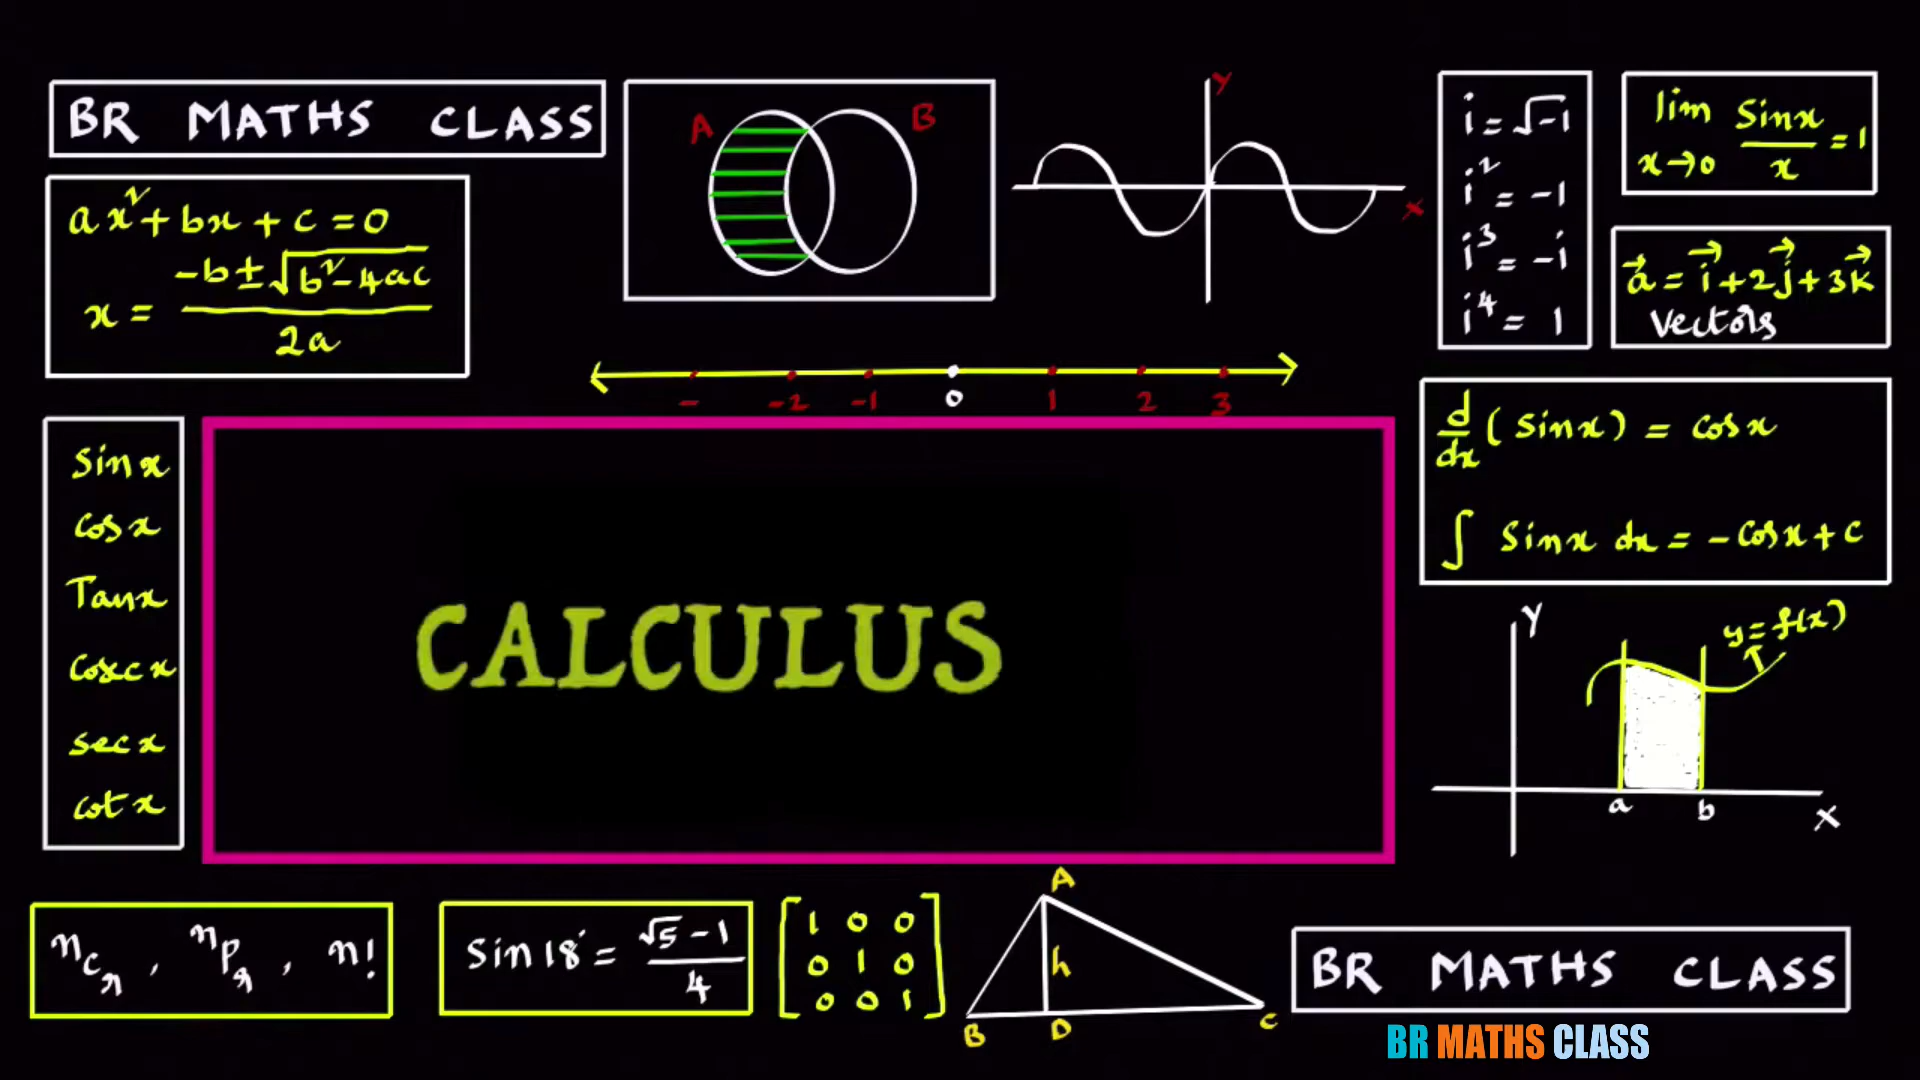 BR MATHS CLASS
ax²+bx+c=0
x = (-b±√(b²-4ac))/2a
A B
Y
X
- -2 -1 0 1 2 3
i=√-1
i²=-1
i³=-i
i⁴=1
lim x→0 Sinx/x =1
a⃗ = i⃗+2j⃗+3k⃗
Vectors
Sinx
Cosx
Tanx
Cosecx
secx
cotx
CALCULUS
d/dx (Sinx) = Cosx
∫ Sinx dx = -Cosx+c
Y
y=f(x)
a b
X
nCr, nPr, n!
Sin18° = (√5-1)/4
1 0 0
0 1 0
0 0 1
A
h
B D C
BR MATHS CLASS
BR MATHS CLASS